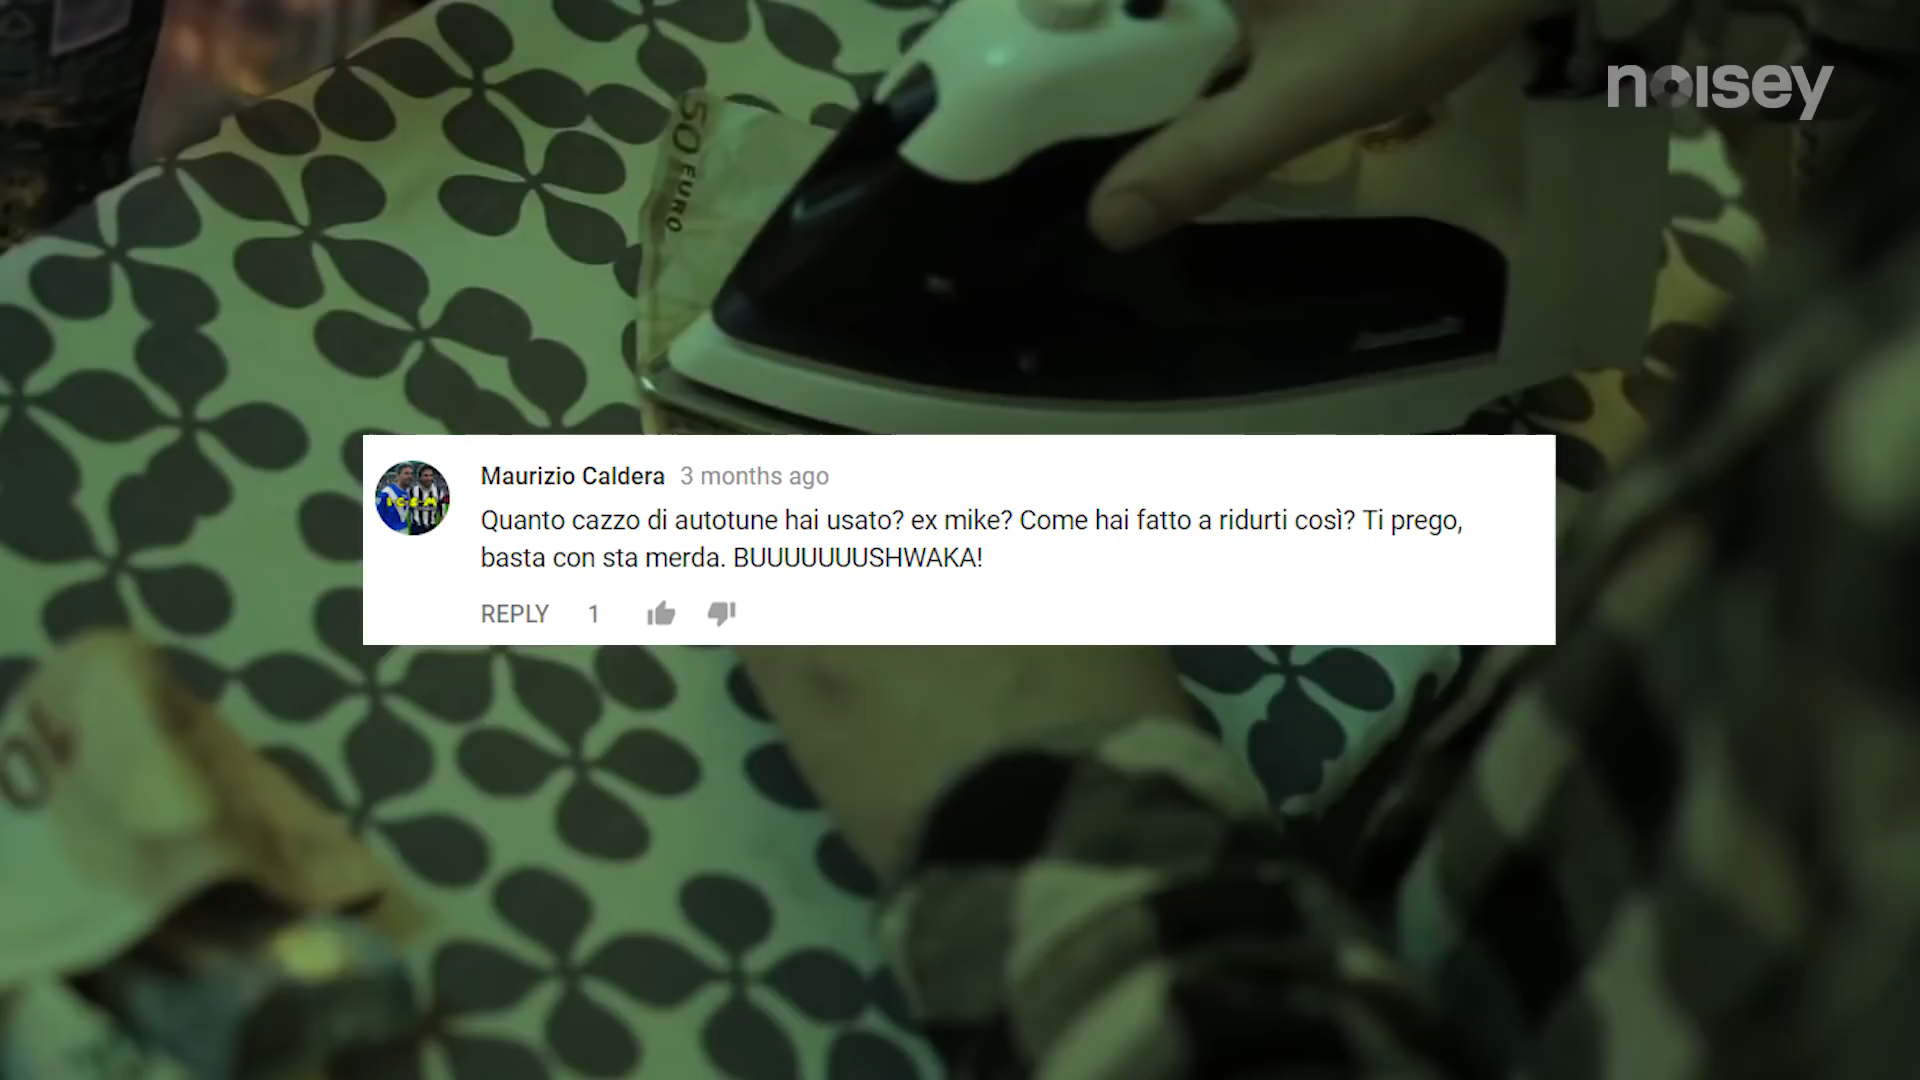 noisey
50 EURO
Maurizio Caldera 3 months ago
Quanto cazzo di autotune hai usato? ex mike? Come hai fatto a ridurti così? Ti prego,
basta con sta merda. BUUUUUUUSHWAKA!
REPLY 1
10